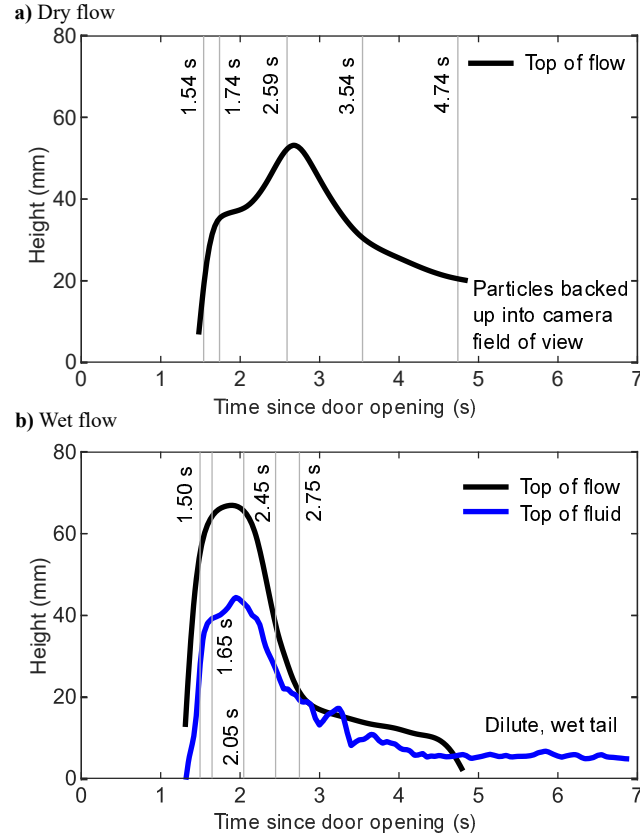 a) Dry flow
80
60
40
20
0
Height (mm)
1.54 s
1.74 s
2.59 s
3.54 s
4.74 s
Top of flow
Particles backed
up into camera
field of view
0 1 2 3 4 5 6 7
Time since door opening (s)
b) Wet flow
80
60
40
20
0
Height (mm)
1.50 s
1.65 s
2.05 s
2.45 s
2.75 s
Top of flow
Top of fluid
Dilute, wet tail
0 1 2 3 4 5 6 7
Time since door opening (s)